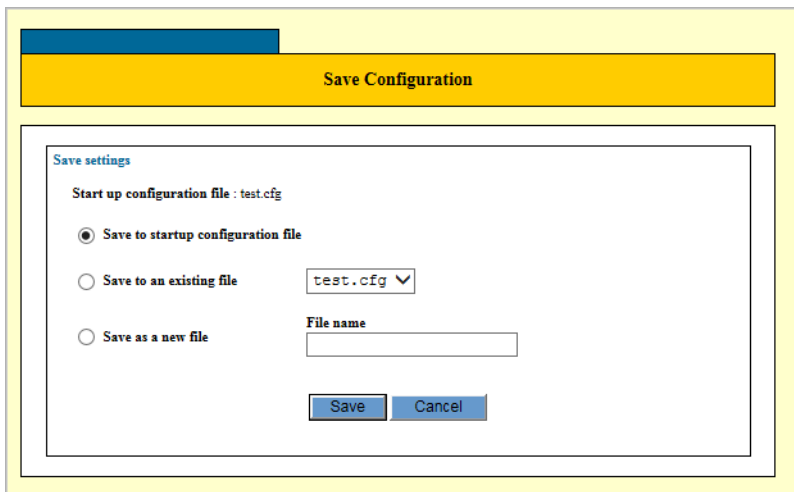 Save Configuration
Save settings
Start up configuration file : test.cfg
Save to startup configuration file
Save to an existing file test.cfg
File name
Save as a new file
Save Cancel